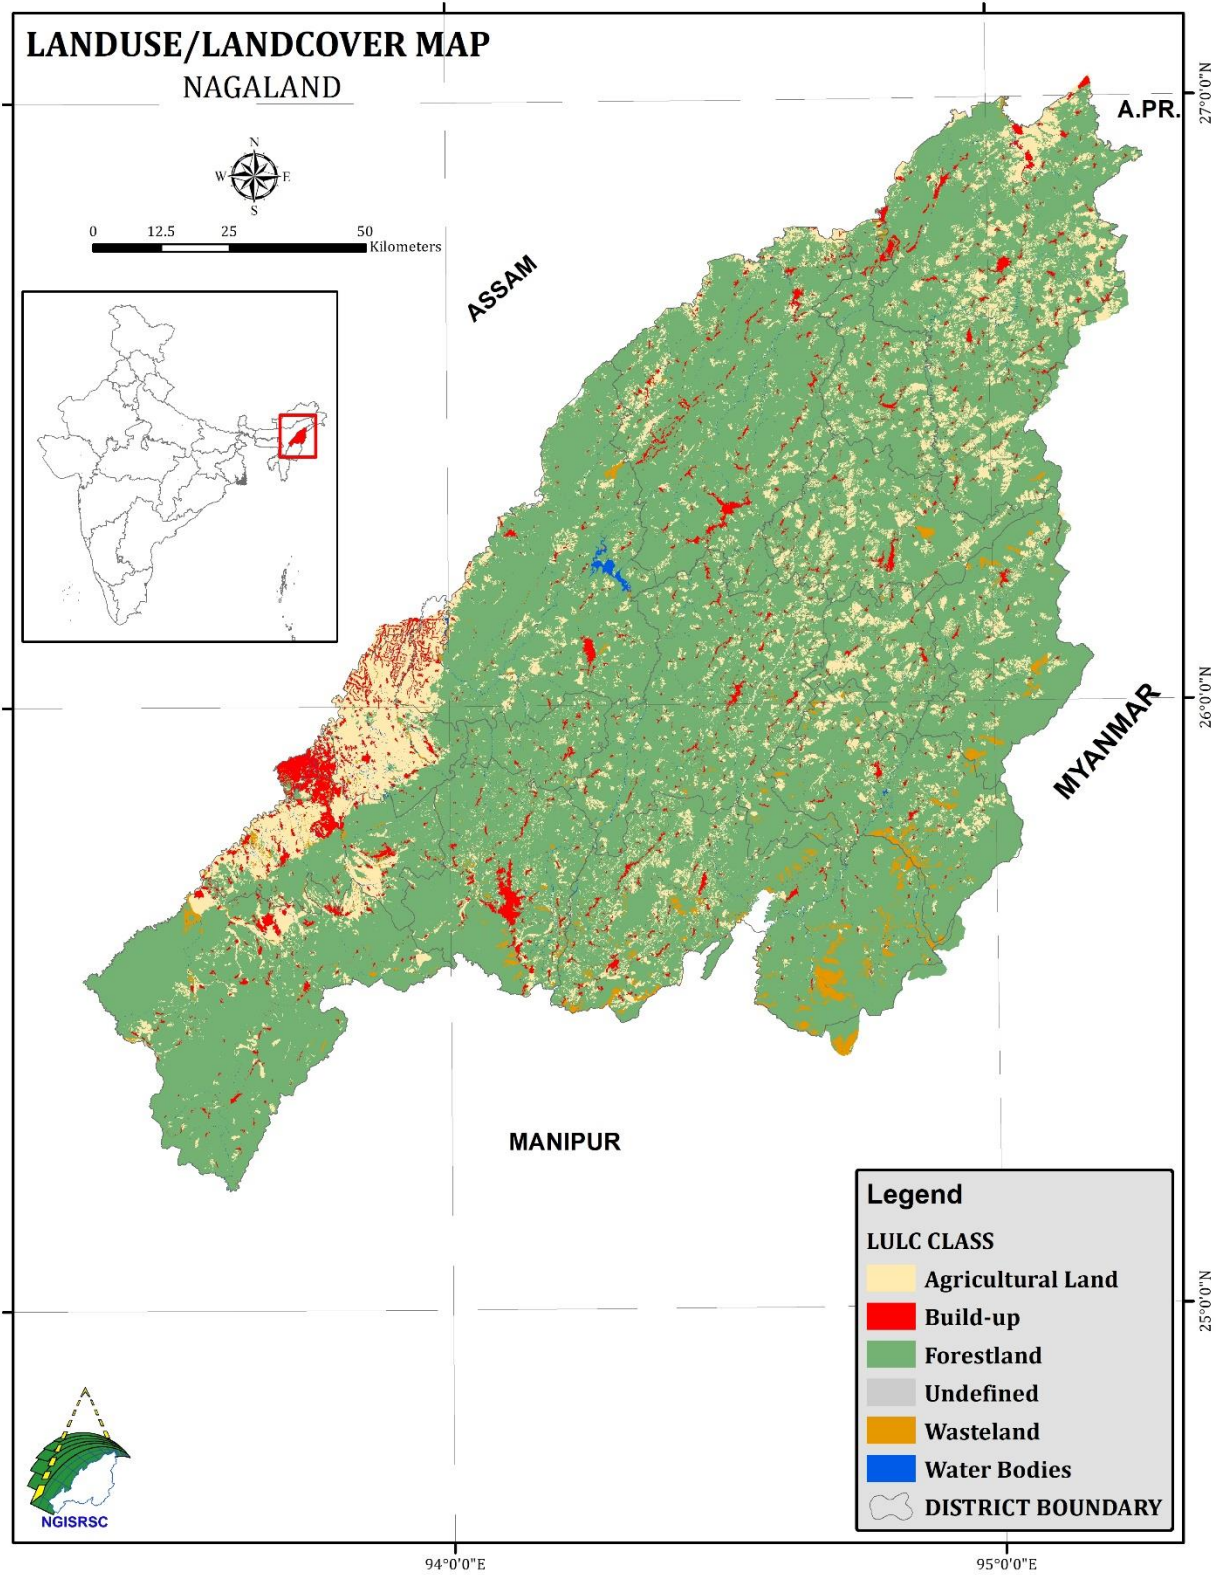 LANDUSE/LANDCOVER MAP
NAGALAND
N
W E
S
0 12.5 25 50
Kilometers
A.PR.
27°0'0"N
ASSAM
26°0'0"N
MYANMAR
MANIPUR
25°0'0"N
Legend
LULC CLASS
Agricultural Land
Build-up
Forestland
Undefined
Wasteland
Water Bodies
DISTRICT BOUNDARY
NGISRSC
94°0'0"E 95°0'0"E